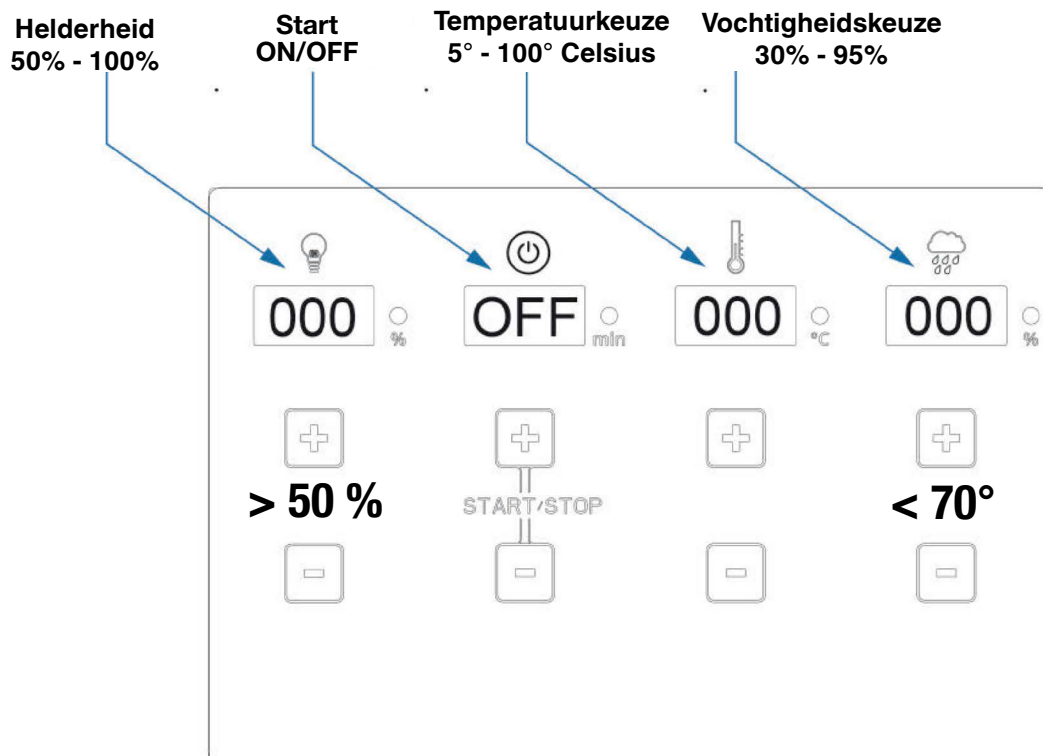 Helderheid
50% - 100%
Start
ON/OFF
Temperatuurkeuze
5° - 100° Celsius
Vochtigheidskeuze
30% - 95%
000
%
OFF
min
000
°C
000
%
> 50 %
START/STOP
< 70°